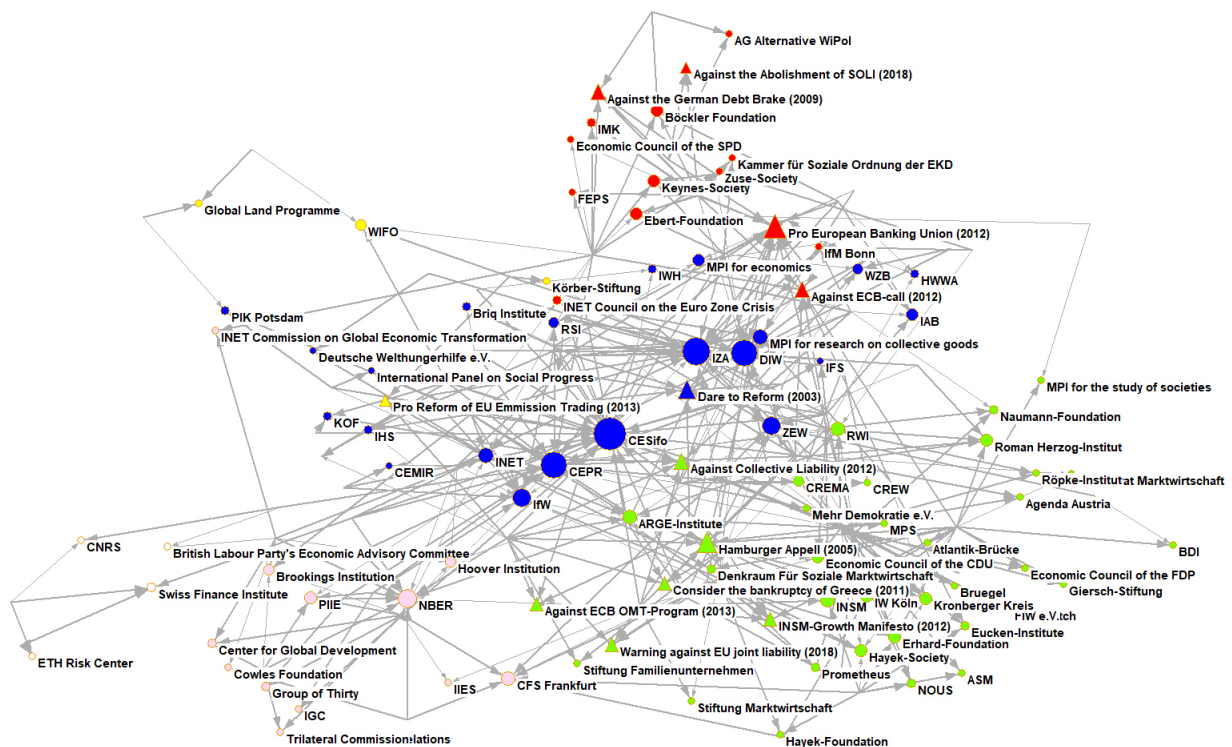 AG Alternative WiPol
Against the Abolishment of SOLI (2018)
Against the German Debt Brake (2009)
Böckler Foundation
IMK
Economic Council of the SPD
Kammer für Soziale Ordnung der EKD
Zuse-Society
Keynes-Society
FEPS
Global Land Programme
Ebert-Foundation
WIFO
Pro European Banking Union (2012)
IfM Bonn
MPI for economics
IWH
WZB
HWWA
Körber-Stiftung
Against ECB-call (2012)
INET Council on the Euro Zone Crisis
PIK Potsdam
Briq Institute
IAB
RSI
INET Commission on Global Economic Transformation
MPI for research on collective goods
Deutsche Welthungerhilfe e.V.
IZA
DIW
IFS
International Panel on Social Progress
MPI for the study of societies
Dare to Reform (2003)
Pro Reform of EU Emmission Trading (2013)
Naumann-Foundation
KOF
IHS
ZEW
RWI
CESifo
Roman Herzog-Institut
INET
CEPR
Against Collective Liability (2012)
CEMIR
CREMA
CREW
Röpke-Institut
at Marktwirtschaft
Agenda Austria
IfW
Mehr Demokratie e.V.
ARGE-Institute
MPS
CNRS
British Labour Party's Economic Advisory Committee
Hamburger Appell (2005)
Atlantik-Brücke
BDI
Hoover Institution
Economic Council of the CDU
Brookings Institution
Denkraum Für Soziale Marktwirtschaft
Economic Council of the FDP
Swiss Finance Institute
Consider the bankruptcy of Greece (2011)
Bruegel
Giersch-Stiftung
PIIE
NBER
Against ECB OMT-Program (2013)
INSM
IW Köln
Kronberger Kreis
INSM-Growth Manifesto (2012)
Eucken-Institute
Center for Global Development
Warning against EU joint liability (2018)
Erhard-Foundation
Hayek-Society
ETH Risk Center
Stiftung Familienunternehmen
Prometheus
ASM
Cowles Foundation
IIES
CFS Frankfurt
NOUS
Group of Thirty
Stiftung Marktwirtschaft
IGC
Trilateral Commission
lations
Hayek-Foundation